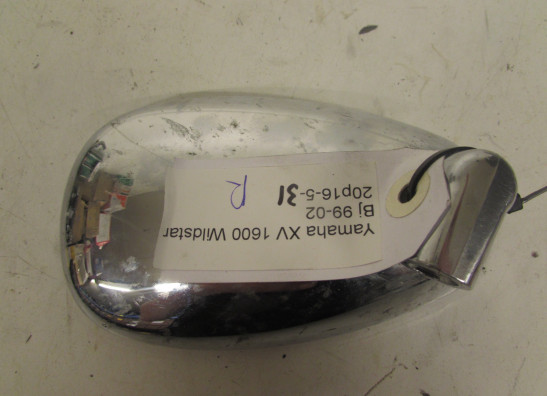 Yamaha XV 1600 Wildstar
Bj 99-02
20p16-5-31
R